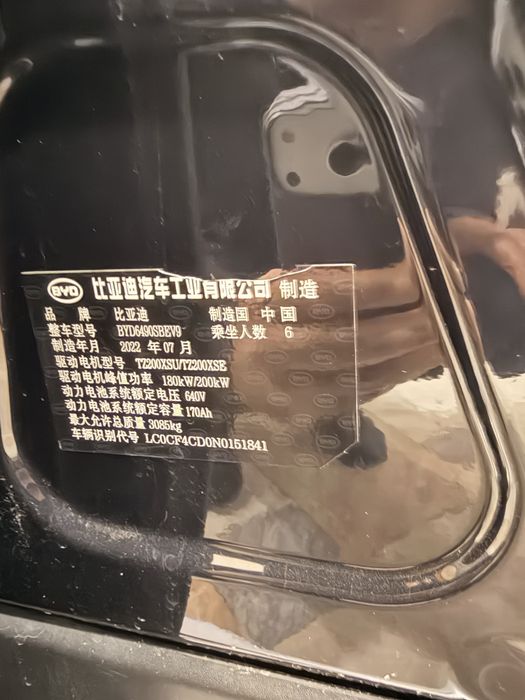 BYD 比亚迪汽车工业有限公司 制造
品 牌 比亚迪 制造国 中 国
整车型号 BYD6490SBEV9 乘坐人数 6
制造年月 2022 年 07 月
驱动电机型号 TZ200XSU/TZ200XSE
驱动电机峰值功率 180kW/200kW
动力电池系统额定电压 640V
动力电池系统额定容量 170Ah
最大允许总质量 3085kg
车辆识别代号 LC0CF4CD0N0151841